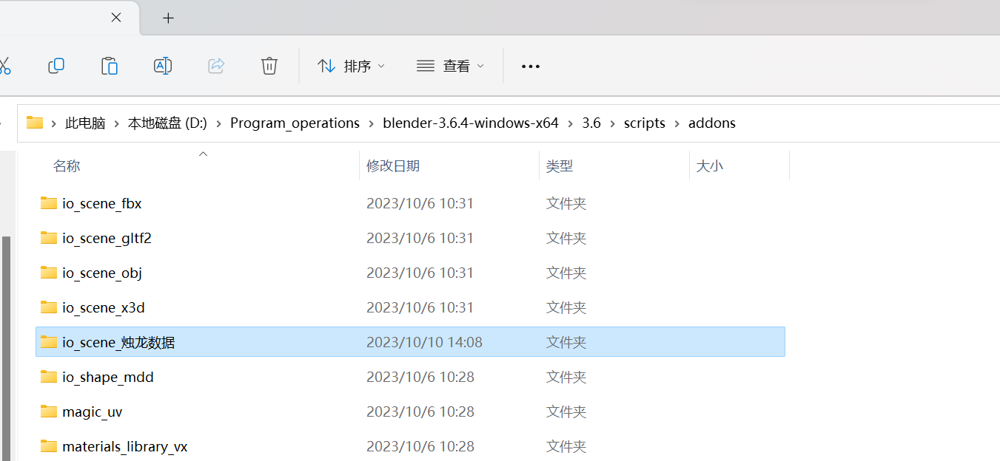 排序 查看
此电脑 本地磁盘 (D:) Program_operations blender-3.6.4-windows-x64 3.6 scripts addons
名称 修改日期 类型 大小
io_scene_fbx 2023/10/6 10:31 文件夹
io_scene_gltf2 2023/10/6 10:31 文件夹
io_scene_obj 2023/10/6 10:31 文件夹
io_scene_x3d 2023/10/6 10:31 文件夹
io_scene_烛龙数据 2023/10/10 14:08 文件夹
io_shape_mdd 2023/10/6 10:28 文件夹
magic_uv 2023/10/6 10:28 文件夹
materials_library_vx 2023/10/6 10:28 文件夹